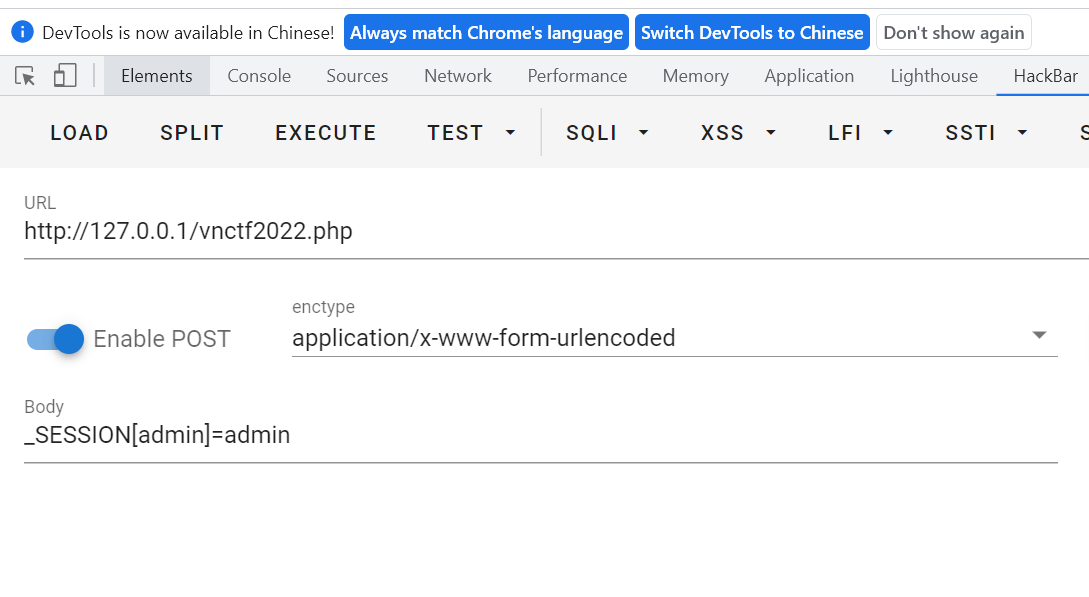 DevTools is now available in Chinese! Always match Chrome's language Switch DevTools to Chinese Don't show again
Elements Console Sources Network Performance Memory Application Lighthouse HackBar
LOAD SPLIT EXECUTE TEST SQLI XSS LFI SSTI S
URL
http://127.0.0.1/vnctf2022.php
enctype
Enable POST application/x-www-form-urlencoded
Body
_SESSION[admin]=admin